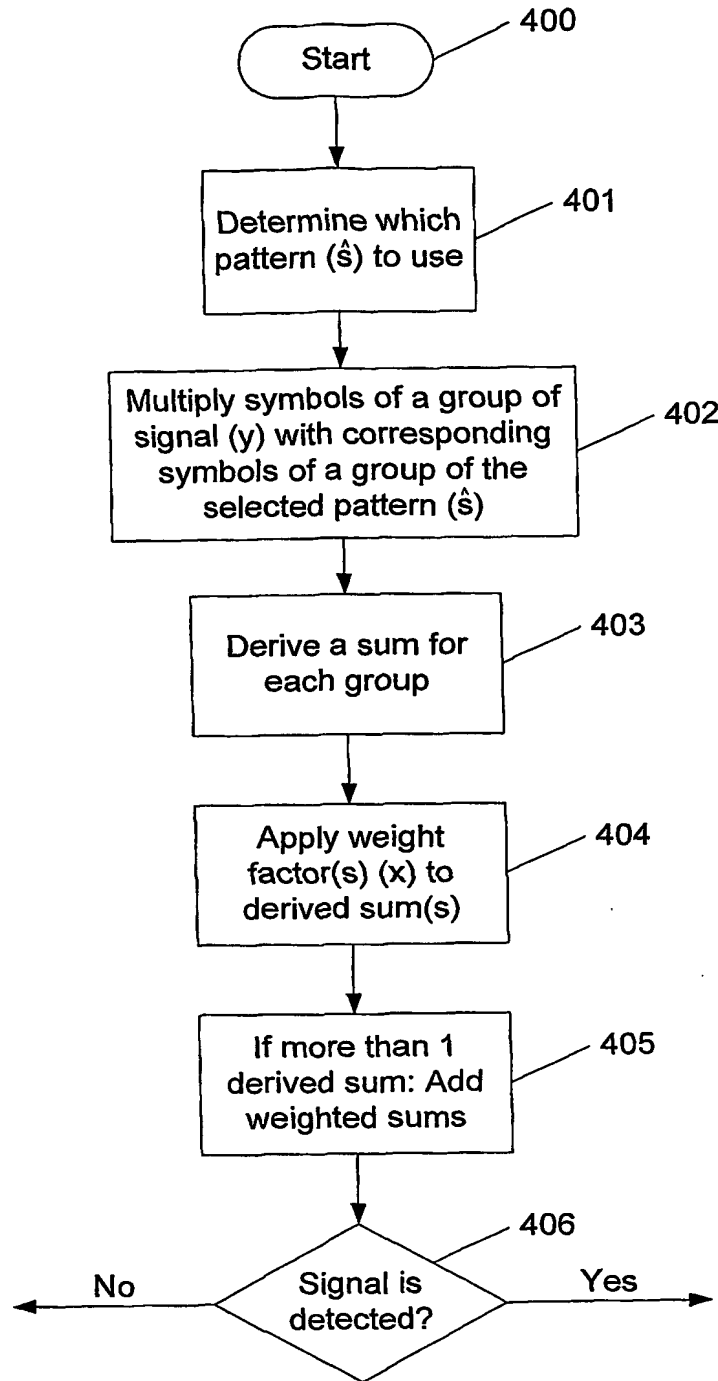 Start
400
Determine which
pattern (ŝ) to use
401
Multiply symbols of a group of
signal (y) with corresponding
symbols of a group of the
selected pattern (ŝ)
402
Derive a sum for
each group
403
Apply weight
factor(s) (x) to
derived sum(s)
404
If more than 1
derived sum: Add
weighted sums
405
406
No
Signal is
detected?
Yes